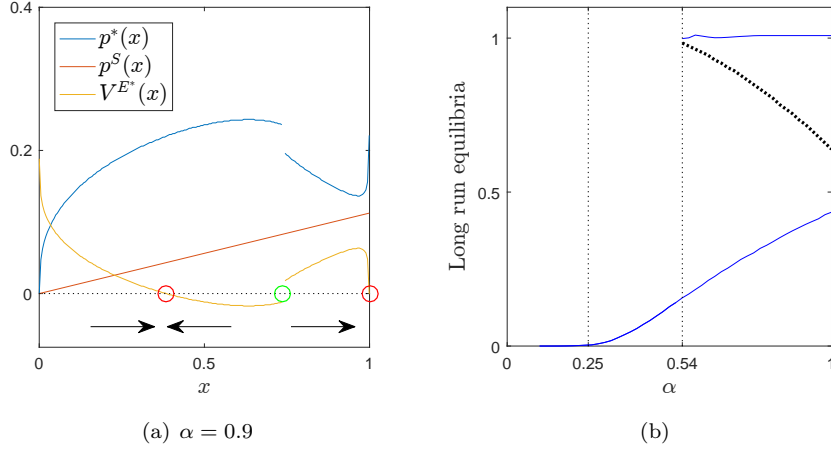 0.4
0.2
0
p*(x)
p^S(x)
V^{E*}(x)
0 0.5 1
x
(a) α = 0.9
Long run equilibria
1
0.5
0
0 0.25 0.54 1
α
(b)